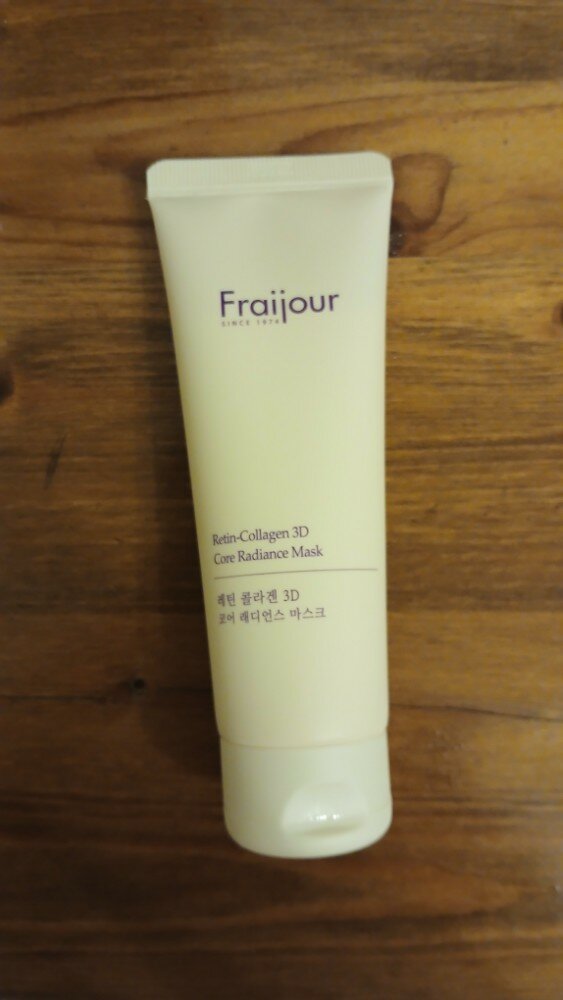 Fraijour
SINCE 1974
Retin-Collagen 3D
Core Radiance Mask
레틴 콜라겐 3D
코어 래디언스 마스크